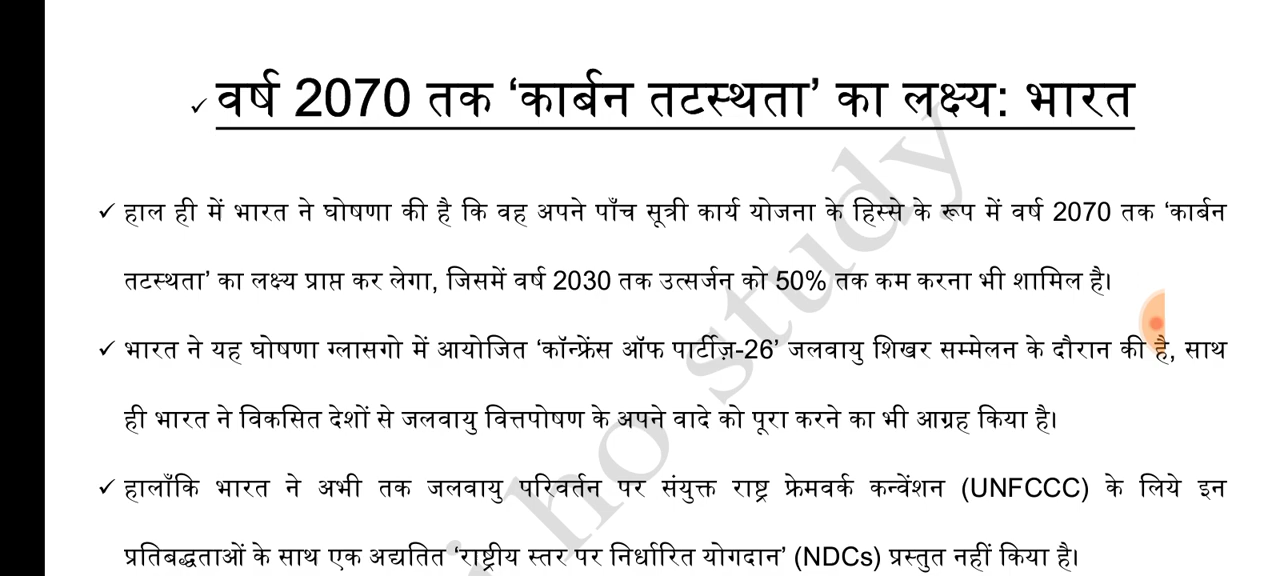 ✓ वर्ष 2070 तक ‘कार्बन तटस्थता’ का लक्ष्य: भारत
✓ हाल ही में भारत ने घोषणा की है कि वह अपने पाँच सूत्री कार्य योजना के हिस्से के रूप में वर्ष 2070 तक ‘कार्बन
तटस्थता’ का लक्ष्य प्राप्त कर लेगा, जिसमें वर्ष 2030 तक उत्सर्जन को 50% तक कम करना भी शामिल है।
✓ भारत ने यह घोषणा ग्लासगो में आयोजित ‘कॉन्फ्रेंस ऑफ पार्टीज़-26’ जलवायु शिखर सम्मेलन के दौरान की है, साथ
ही भारत ने विकसित देशों से जलवायु वित्तपोषण के अपने वादे को पूरा करने का भी आग्रह किया है।
✓ हालाँकि भारत ने अभी तक जलवायु परिवर्तन पर संयुक्त राष्ट्र फ्रेमवर्क कन्वेंशन (UNFCCC) के लिये इन
प्रतिबद्धताओं के साथ एक अद्यतित ‘राष्ट्रीय स्तर पर निर्धारित योगदान’ (NDCs) प्रस्तुत नहीं किया है।
ho study